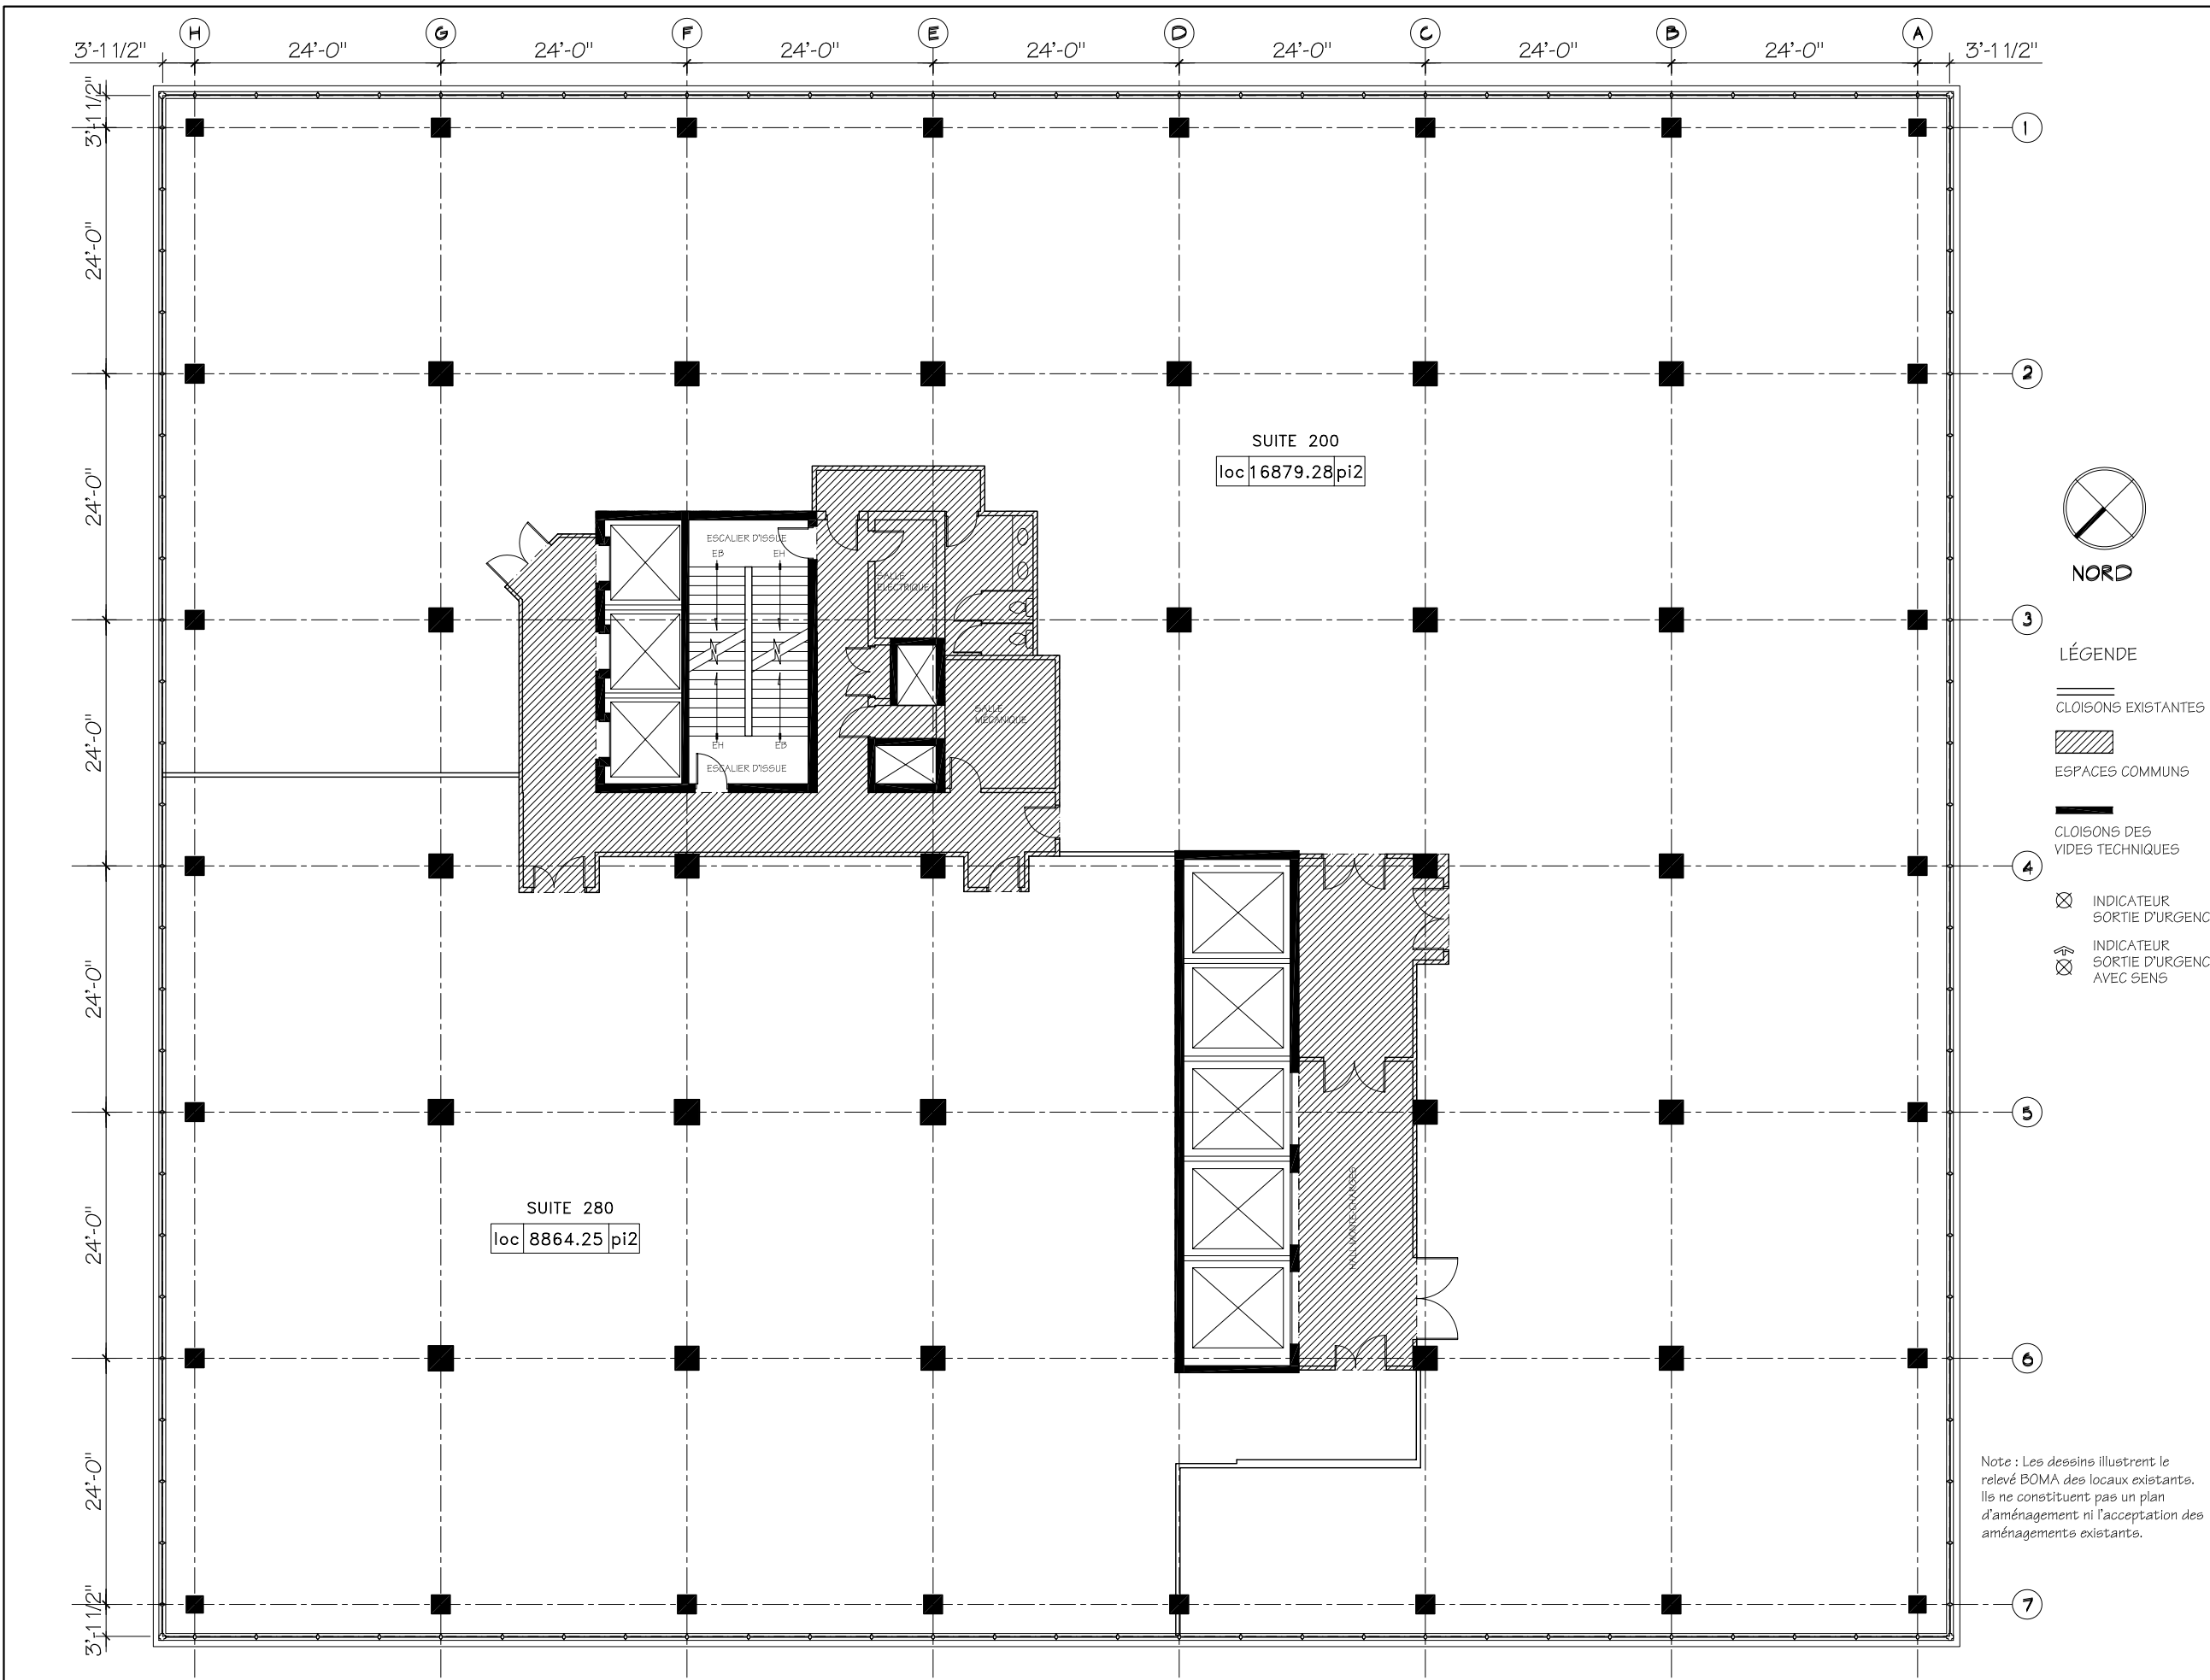 H G F E D C B A
3'-1 1/2" 24'-0" 24'-0" 24'-0" 24'-0" 24'-0" 24'-0" 24'-0" 3'-1 1/2"
3'-1 1/2"
1
24'-0"
2
SUITE 200
loc 16879.28 pi2
24'-0"
ESCALIER D'ISSUE
EB EH
SALLE
ÉLECTRIQUE
NORD
3
LÉGENDE
CLOISONS EXISTANTES
24'-0"
SALLE
MÉCANIQUE
EH EB
ESCALIER D'ISSUE
ESPACES COMMUNS
CLOISONS DES
VIDES TECHNIQUES
4
INDICATEUR
SORTIE D'URGENC
INDICATEUR
SORTIE D'URGENC
AVEC SENS
24'-0"
5
HALL MONTE-CHARGES
SUITE 280
loc 8864.25 pi2
24'-0"
6
24'-0"
Note : Les dessins illustrent le
relevé BOMA des locaux existants.
Ils ne constituent pas un plan
d'aménagement ni l'acceptation des
aménagements existants.
7
3'-1 1/2"